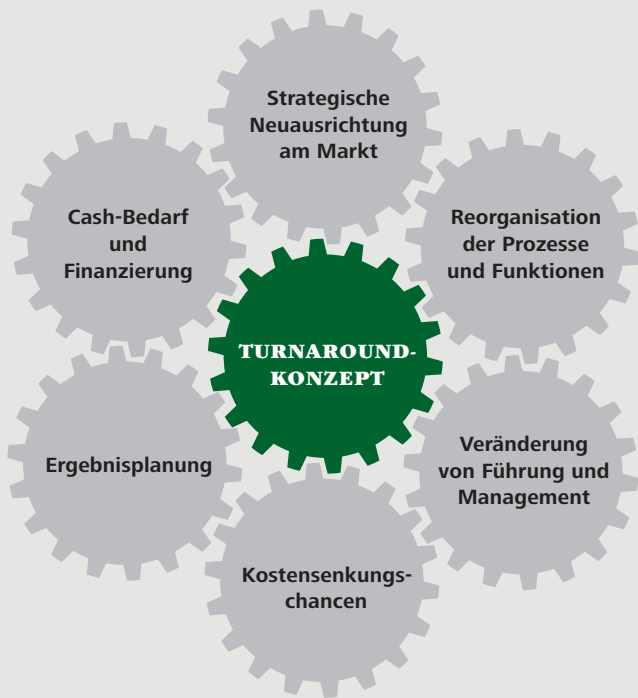 Strategische
Neuausrichtung
am Markt
Cash-Bedarf
und
Finanzierung
Reorganisation
der Prozesse
und Funktionen
TURNAROUND-
KONZEPT
Ergebnisplanung
Veränderung
von Führung und
Management
Kostensenkungs-
chancen